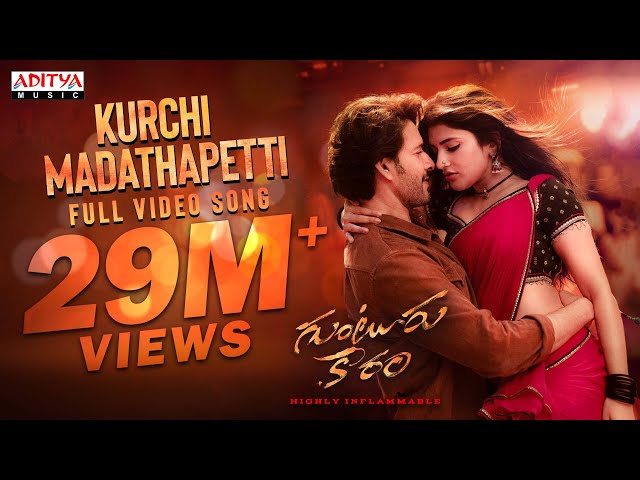 ADITYA
MUSIC
KURCHI
MADATHAPETTI
FULL VIDEO SONG
29M+
VIEWS
గుంటూరు
కారం
HIGHLY INFLAMMABLE